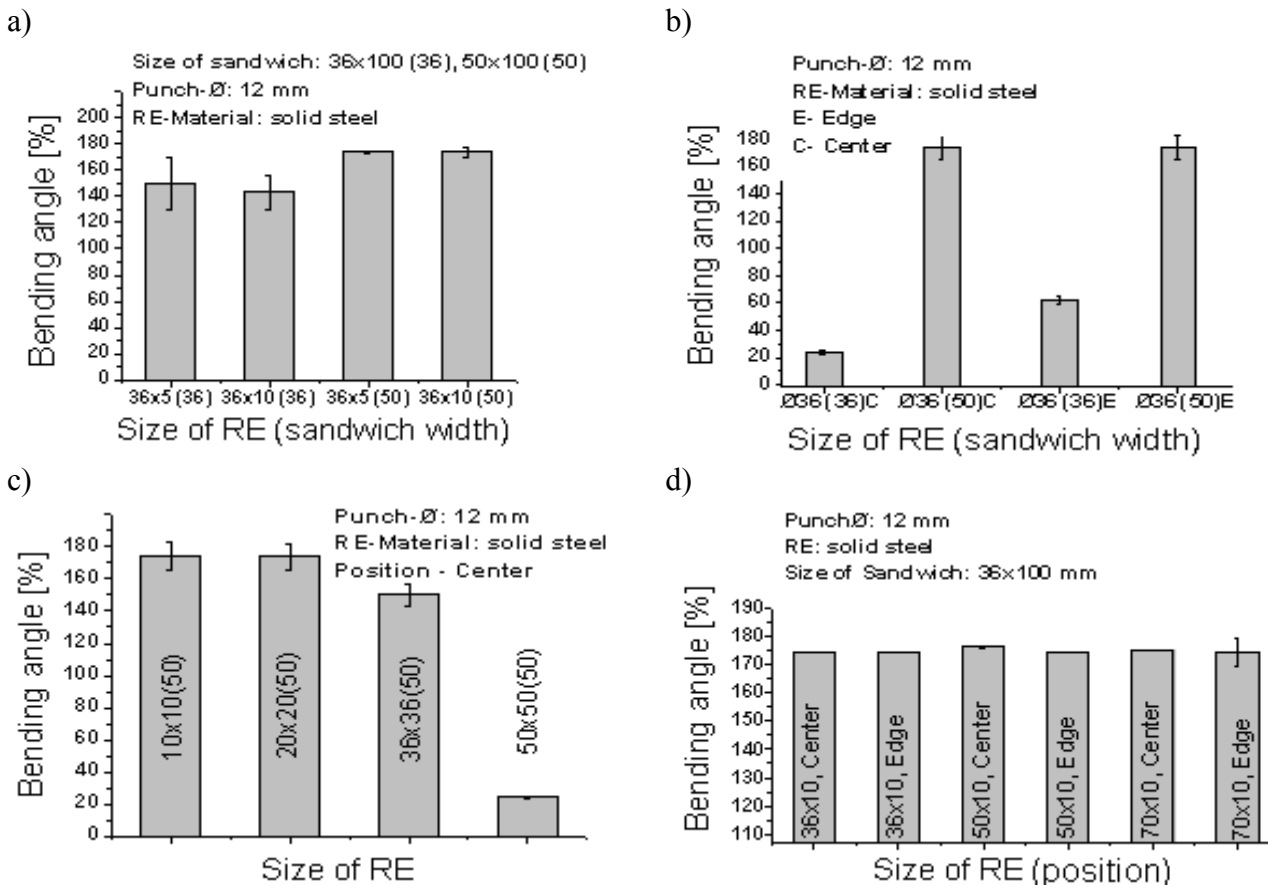 a)
Size of sandwich: 36x100 (36), 50x100 (50)
Punch-Ø: 12 mm
RE-Material: solid steel
Bending angle [%]
200
180
160
140
120
100
80
60
40
20
0
36x5 (36) 36x10 (36) 36x5 (50) 36x10 (50)
Size of RE (sandwich width)
b)
Punch-Ø: 12 mm
RE-Material: solid steel
E- Edge
C- Center
Bending angle [%]
180
160
140
120
100
80
60
40
20
0
Ø36 (36)C Ø36 (50)C Ø36 (36)E Ø36 (50)E
Size of RE (sandwich width)
c)
Punch-Ø: 12 mm
RE-Material: solid steel
Position - Center
Bending angle [%]
180
160
140
120
100
80
60
40
20
0
10x10(50)
20x20(50)
36x36(50)
50x50(50)
Size of RE
d)
PunchØ: 12 mm
RE: solid steel
Size of Sandwich: 36x100 mm
Bending angle [%]
190
180
170
160
150
140
130
120
110
36x10, Center
36x10, Edge
50x10, Center
50x10, Edge
70x10, Center
70x10, Edge
Size of RE (position)